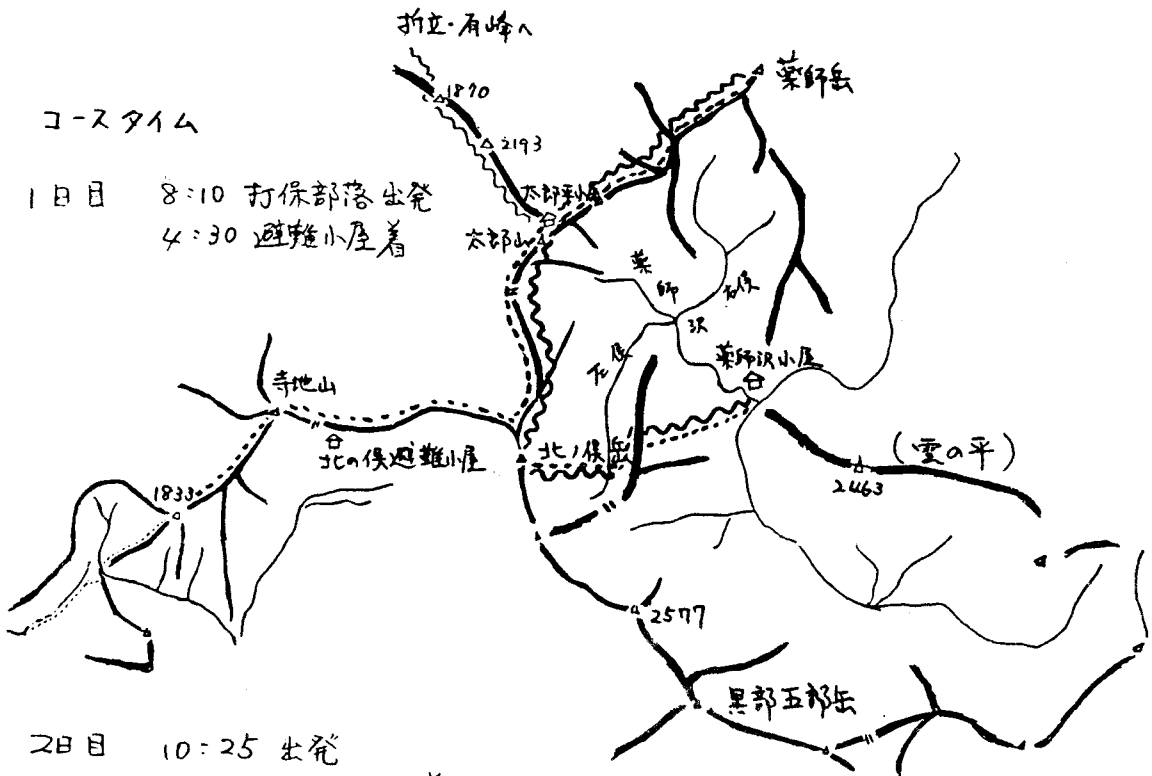 折立・有峰へ
1870
薬師岳
コースタイム
2193
1日目 8:10 打保部落出発
4:30 避難小屋着
太郎小屋
太郎山
薬師沢
右俣
左俣
薬師沢小屋
寺地山
北の俣避難小屋
北ノ俣岳
(雲の平)
2463
1833
2577
黒部五郎岳
2日目 10:25 出発